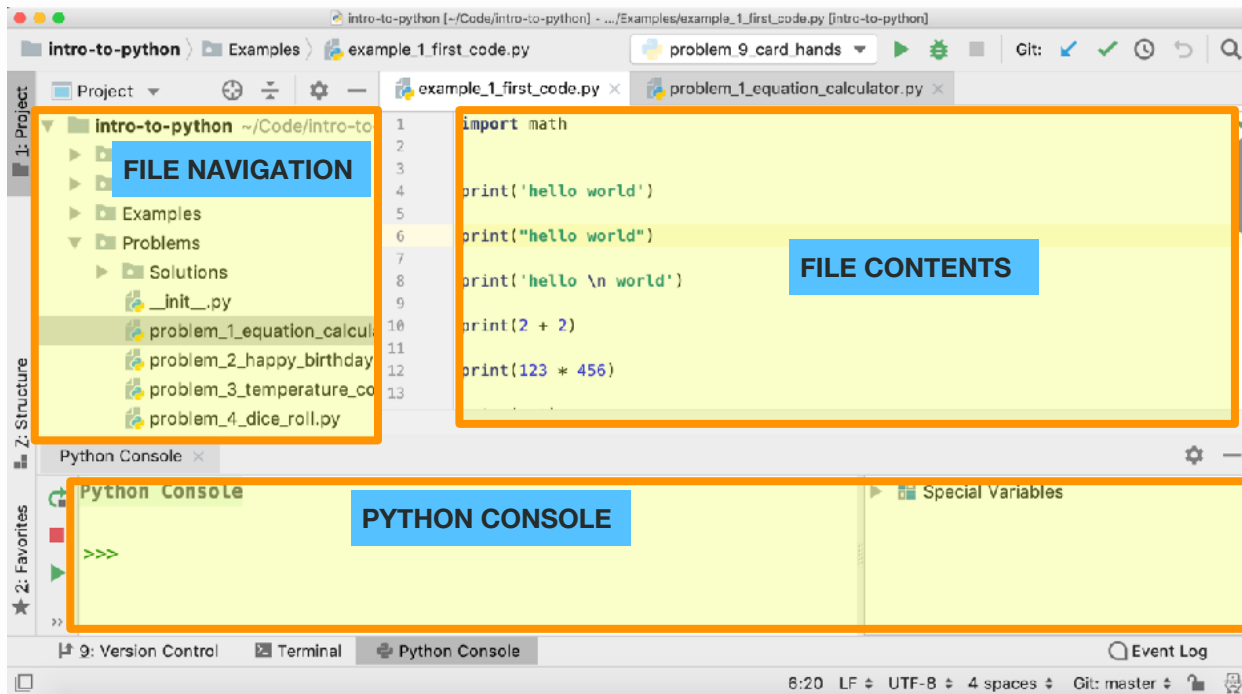 intro-to-python [~/Code/intro-to-python] - .../Examples/example_1_first_code.py [intro-to-python]
intro-to-python Examples example_1_first_code.py problem_9_card_hands Git:
1: Project
Project
example_1_first_code.py
problem_1_equation_calculator.py
intro-to-python ~/Code/intro-to-
FILE NAVIGATION
Examples
Problems
Solutions
__init__.py
problem_1_equation_calcul
problem_2_happy_birthday
problem_3_temperature_co
problem_4_dice_roll.py
1 import math
2
3
4 print('hello world')
5
6 print("hello world")
7
8 print('hello \n world')
9
10 print(2 + 2)
11
12 print(123 * 456)
13
FILE CONTENTS
Z: Structure
2: Favorites
Python Console
Python Console
>>>
PYTHON CONSOLE
Special Variables
9: Version Control Terminal Python Console Event Log
6:20 LF UTF-8 4 spaces Git: master